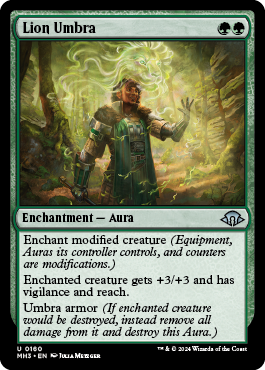 Lion Umbra
Enchantment — Aura
Enchant modified creature (Equipment,
Auras its controller controls, and counters
are modifications.)
Enchanted creature gets +3/+3 and has
vigilance and reach.
Umbra armor (If enchanted creature
would be destroyed, instead remove all
damage from it and destroy this Aura.)
U 0160
MH3 • EN Julia Metzger
™ & © 2024 Wizards of the Coast